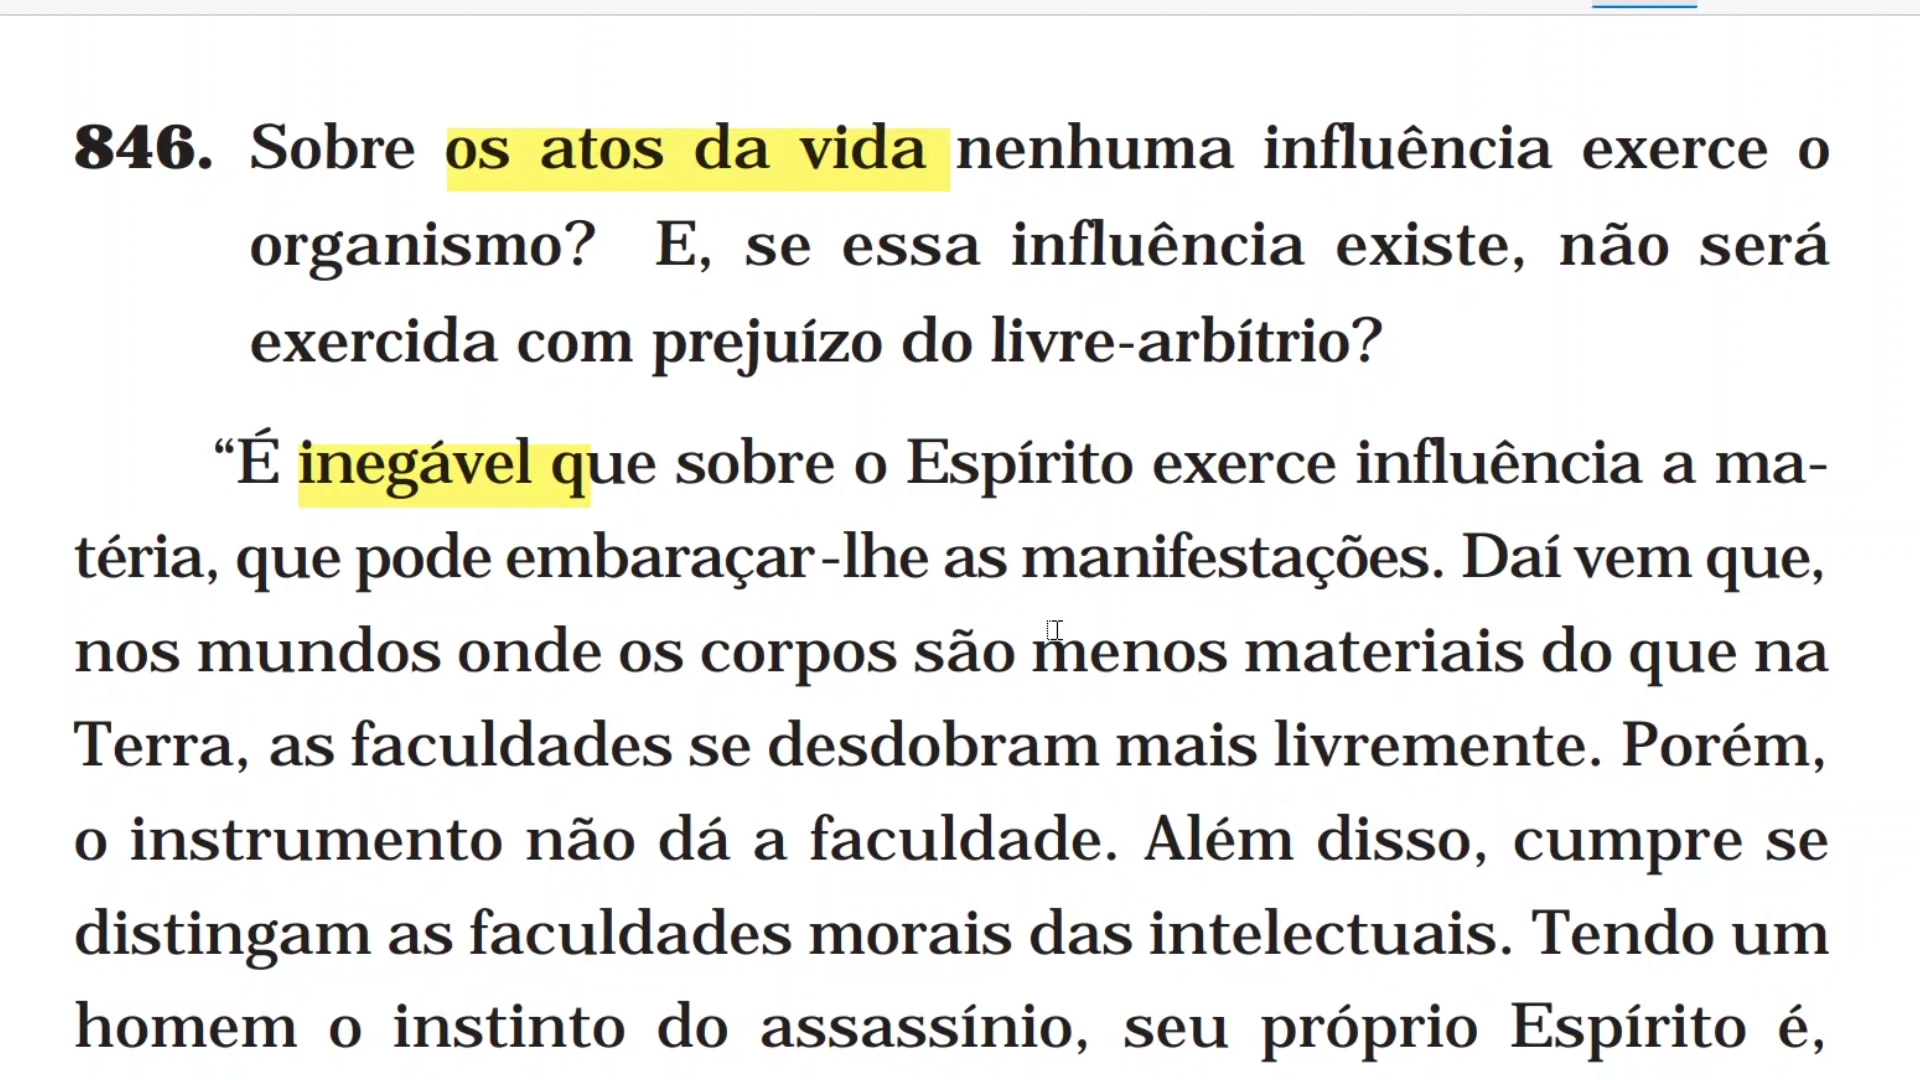 846. Sobre os atos da vida nenhuma influência exerce o
organismo? E, se essa influência existe, não será
exercida com prejuízo do livre-arbítrio?
“É inegável que sobre o Espírito exerce influência a ma-
téria, que pode embaraçar-lhe as manifestações. Daí vem que,
nos mundos onde os corpos são menos materiais do que na
Terra, as faculdades se desdobram mais livremente. Porém,
o instrumento não dá a faculdade. Além disso, cumpre se
distingam as faculdades morais das intelectuais. Tendo um
homem o instinto do assassínio, seu próprio Espírito é,